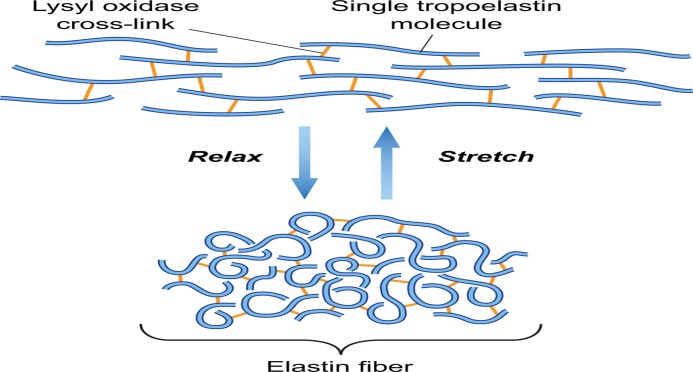 Lysyl oxidase
cross-link
Single tropoelastin
molecule
Relax
Stretch
Elastin fiber